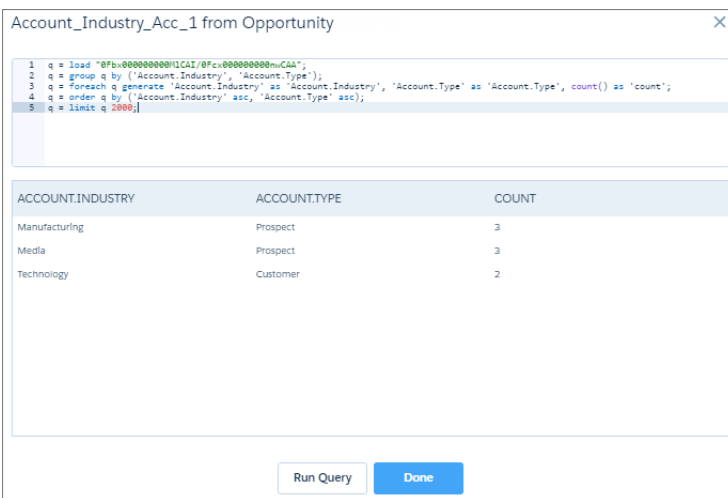 Account_Industry_Acc_1 from Opportunity
1 q = load "0Fbx000000000MlCAI/0Fcx000000000nwCAA";
2 q = group q by ('Account.Industry', 'Account.Type');
3 q = foreach q generate 'Account.Industry' as 'Account.Industry', 'Account.Type' as 'Account.Type', count() as 'count';
4 q = order q by ('Account.Industry' asc, 'Account.Type' asc);
5 q = limit q 2000;
ACCOUNT.INDUSTRY ACCOUNT.TYPE COUNT
Manufacturing Prospect 3
Media Prospect 3
Technology Customer 2
Run Query Done